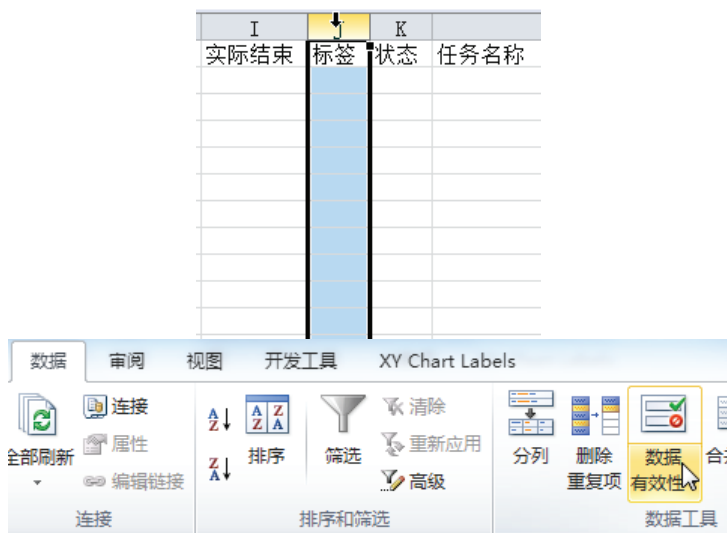 I J K
实际结束 标签 状态 任务名称
数据 审阅 视图 开发工具 XY Chart Labels
连接
属性
编辑链接
全部刷新
连接
排序
筛选
清除
重新应用
高级
排序和筛选
分列
删除
重复项
数据
有效性
数据工具